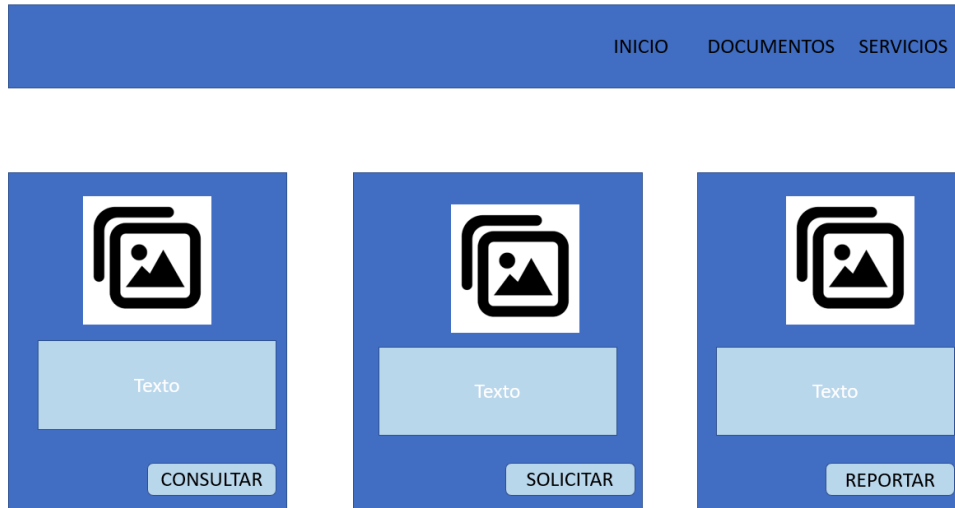 INICIO DOCUMENTOS SERVICIOS
Texto Texto Texto
CONSULTAR SOLICITAR REPORTAR